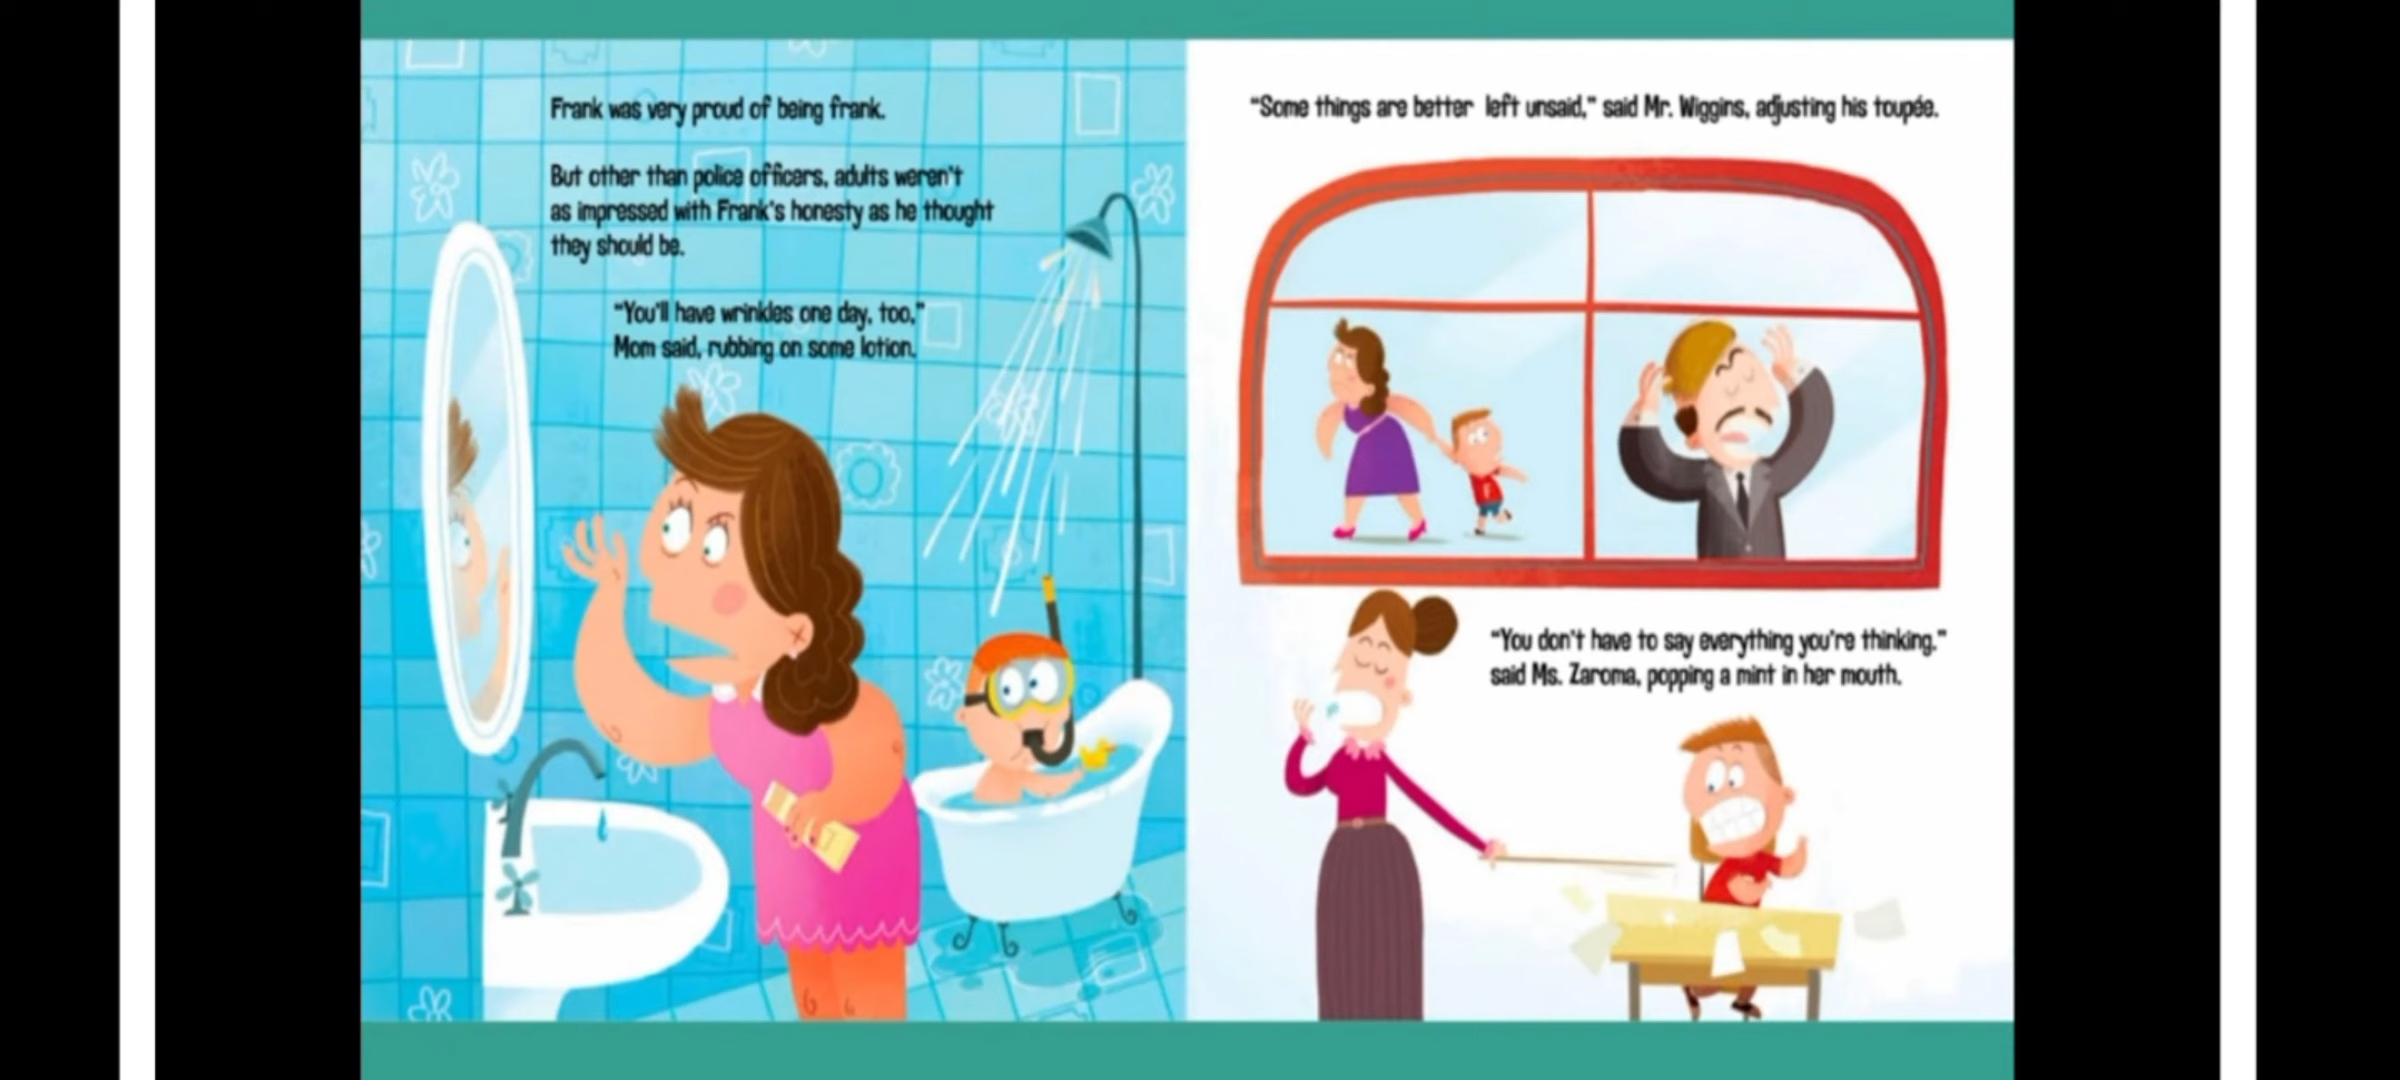 Frank was very proud of being frank.
But other than police officers, adults weren't
as impressed with Frank's honesty as he thought
they should be.
"You'll have wrinkles one day, too,"
Mom said, rubbing on some lotion.
"Some things are better left unsaid," said Mr. Wiggins, adjusting his toupée.
"You don't have to say everything you're thinking,"
said Ms. Zaroma, popping a mint in her mouth.